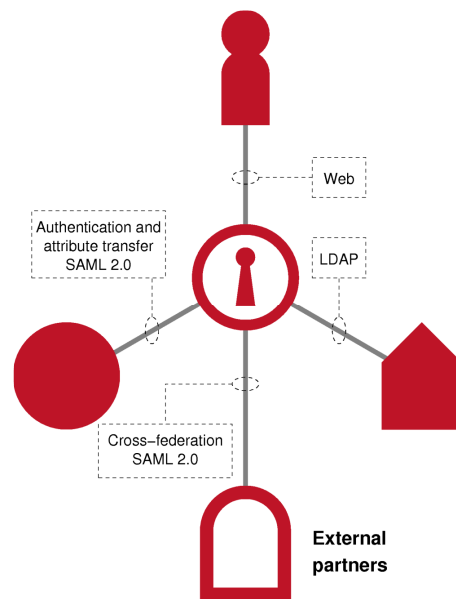 Web
Authentication and
attribute transfer
SAML 2.0
LDAP
Cross−federation
SAML 2.0
External
partners